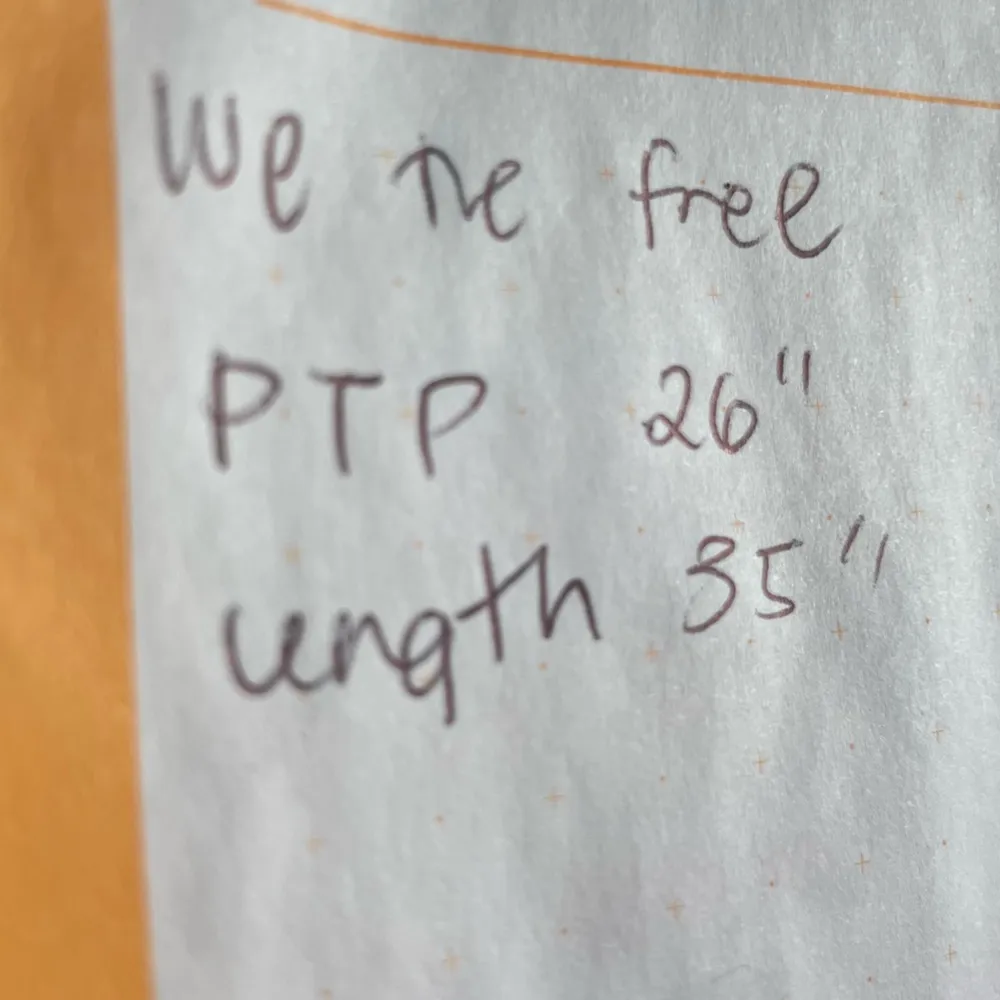 We the free
PTP 26"
length 35"